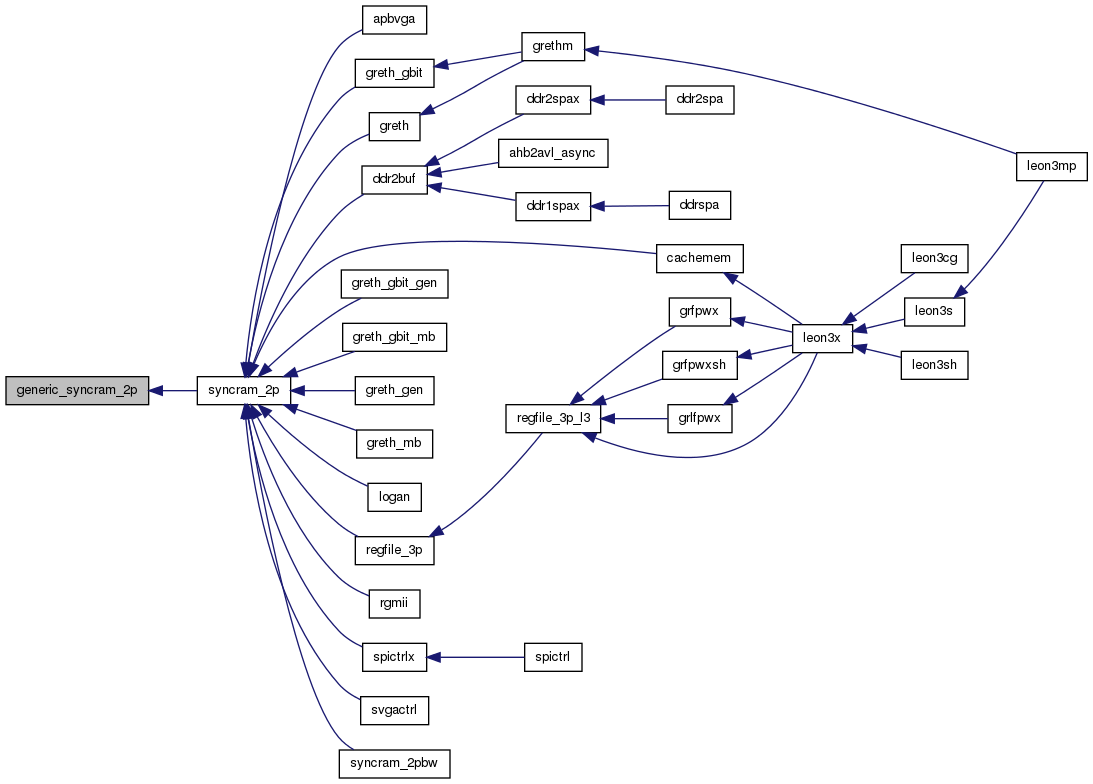 apbvga
grethm
greth_gbit
ddr2spax
ddr2spa
greth
ahb2avl_async
leon3mp
ddr2buf
ddr1spax
ddrspa
cachemem
leon3cg
greth_gbit_gen
grfpwx
leon3s
greth_gbit_mb
leon3x
grfpwxsh
leon3sh
generic_syncram_2p
syncram_2p
greth_gen
regfile_3p_l3
grlfpwx
greth_mb
logan
regfile_3p
rgmii
spictrlx
spictrl
svgactrl
syncram_2pbw